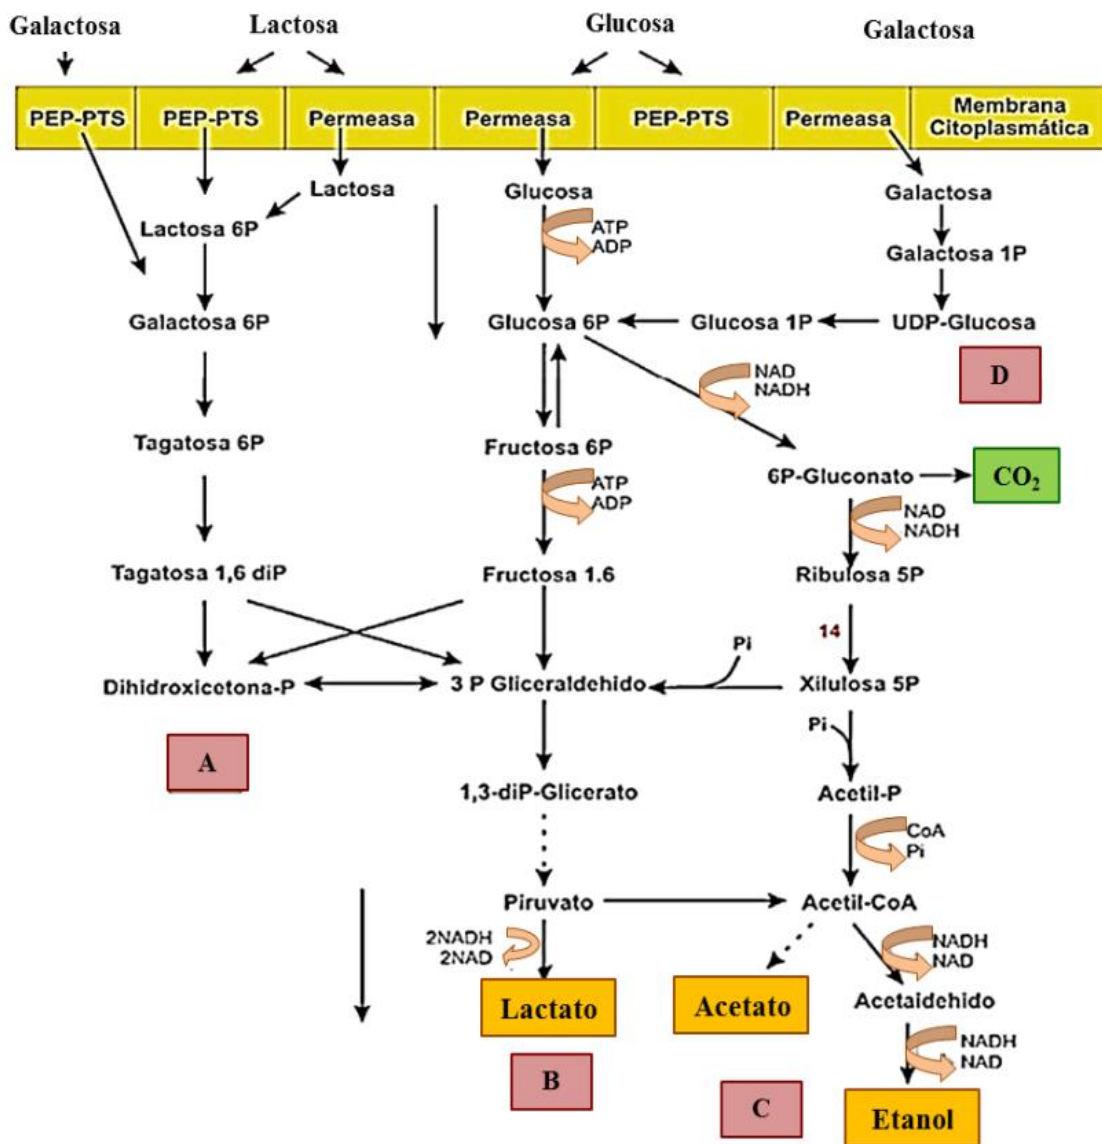 Galactosa
Lactosa
Glucosa
Galactosa
PEP-PTS
PEP-PTS
Permeasa
Permeasa
PEP-PTS
Permeasa
Membrana
Citoplasmática
Lactosa
Glucosa
Galactosa
Lactosa 6P
ATP
ADP
Galactosa 1P
Galactosa 6P
Glucosa 6P
Glucosa 1P
UDP-Glucosa
NAD
NADH
D
Tagatosa 6P
Fructosa 6P
6P-Gluconato
CO₂
ATP
ADP
NAD
NADH
Tagatosa 1,6 diP
Fructosa 1.6
Ribulosa 5P
14
Pi
Dihidroxicetona-P
3 P Gliceraldehido
Xilulosa 5P
Pi
A
1,3-diP-Glicerato
Acetil-P
CoA
Pi
Piruvato
Acetil-CoA
2NADH
2NAD
NADH
NAD
Lactato
Acetato
Acetaidehido
NADH
NAD
B
C
Etanol